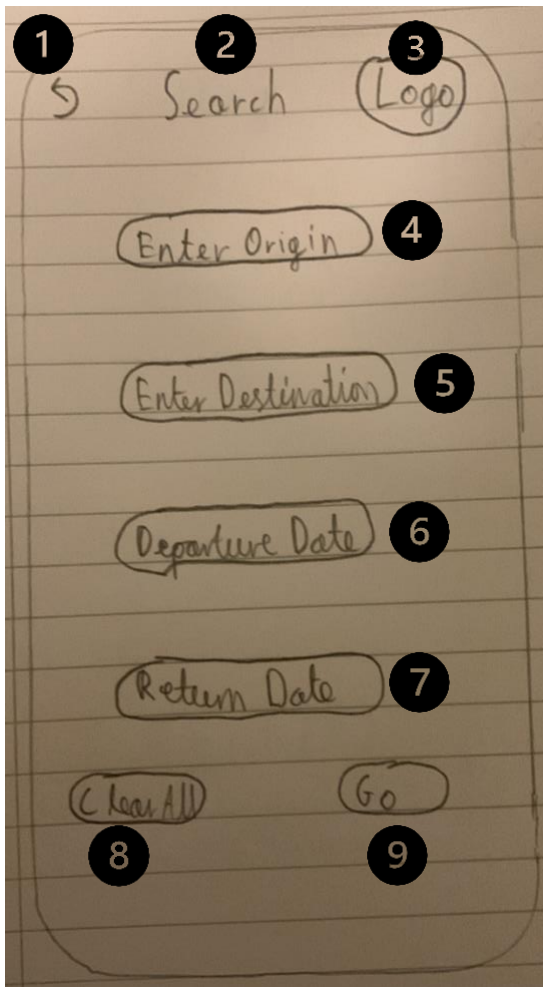 1 2 3
Search Logo
Enter Origin 4
Enter Destination 5
Departure Date 6
Return Date 7
Clear All Go
8 9